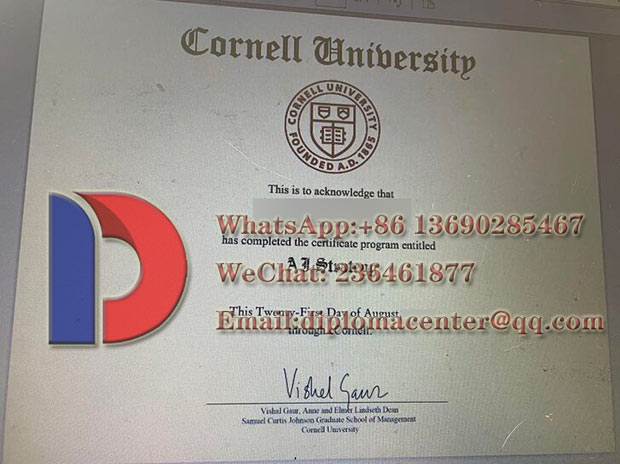 Cornell University
CORNELL UNIVERSITY
FOUNDED A.D. 1865
This is to acknowledge that
WhatsApp:+86 13690285467
has completed the certificate program entitled
WeChat: 236461877
This Twenty-First Day of August
Email:diplomacenter@qq.com
through Cornell.
Vishal Gaur
Vishal Gaur, Anne and Elmer Lindseth Dean
Samuel Curtis Johnson Graduate School of Management
Cornell University